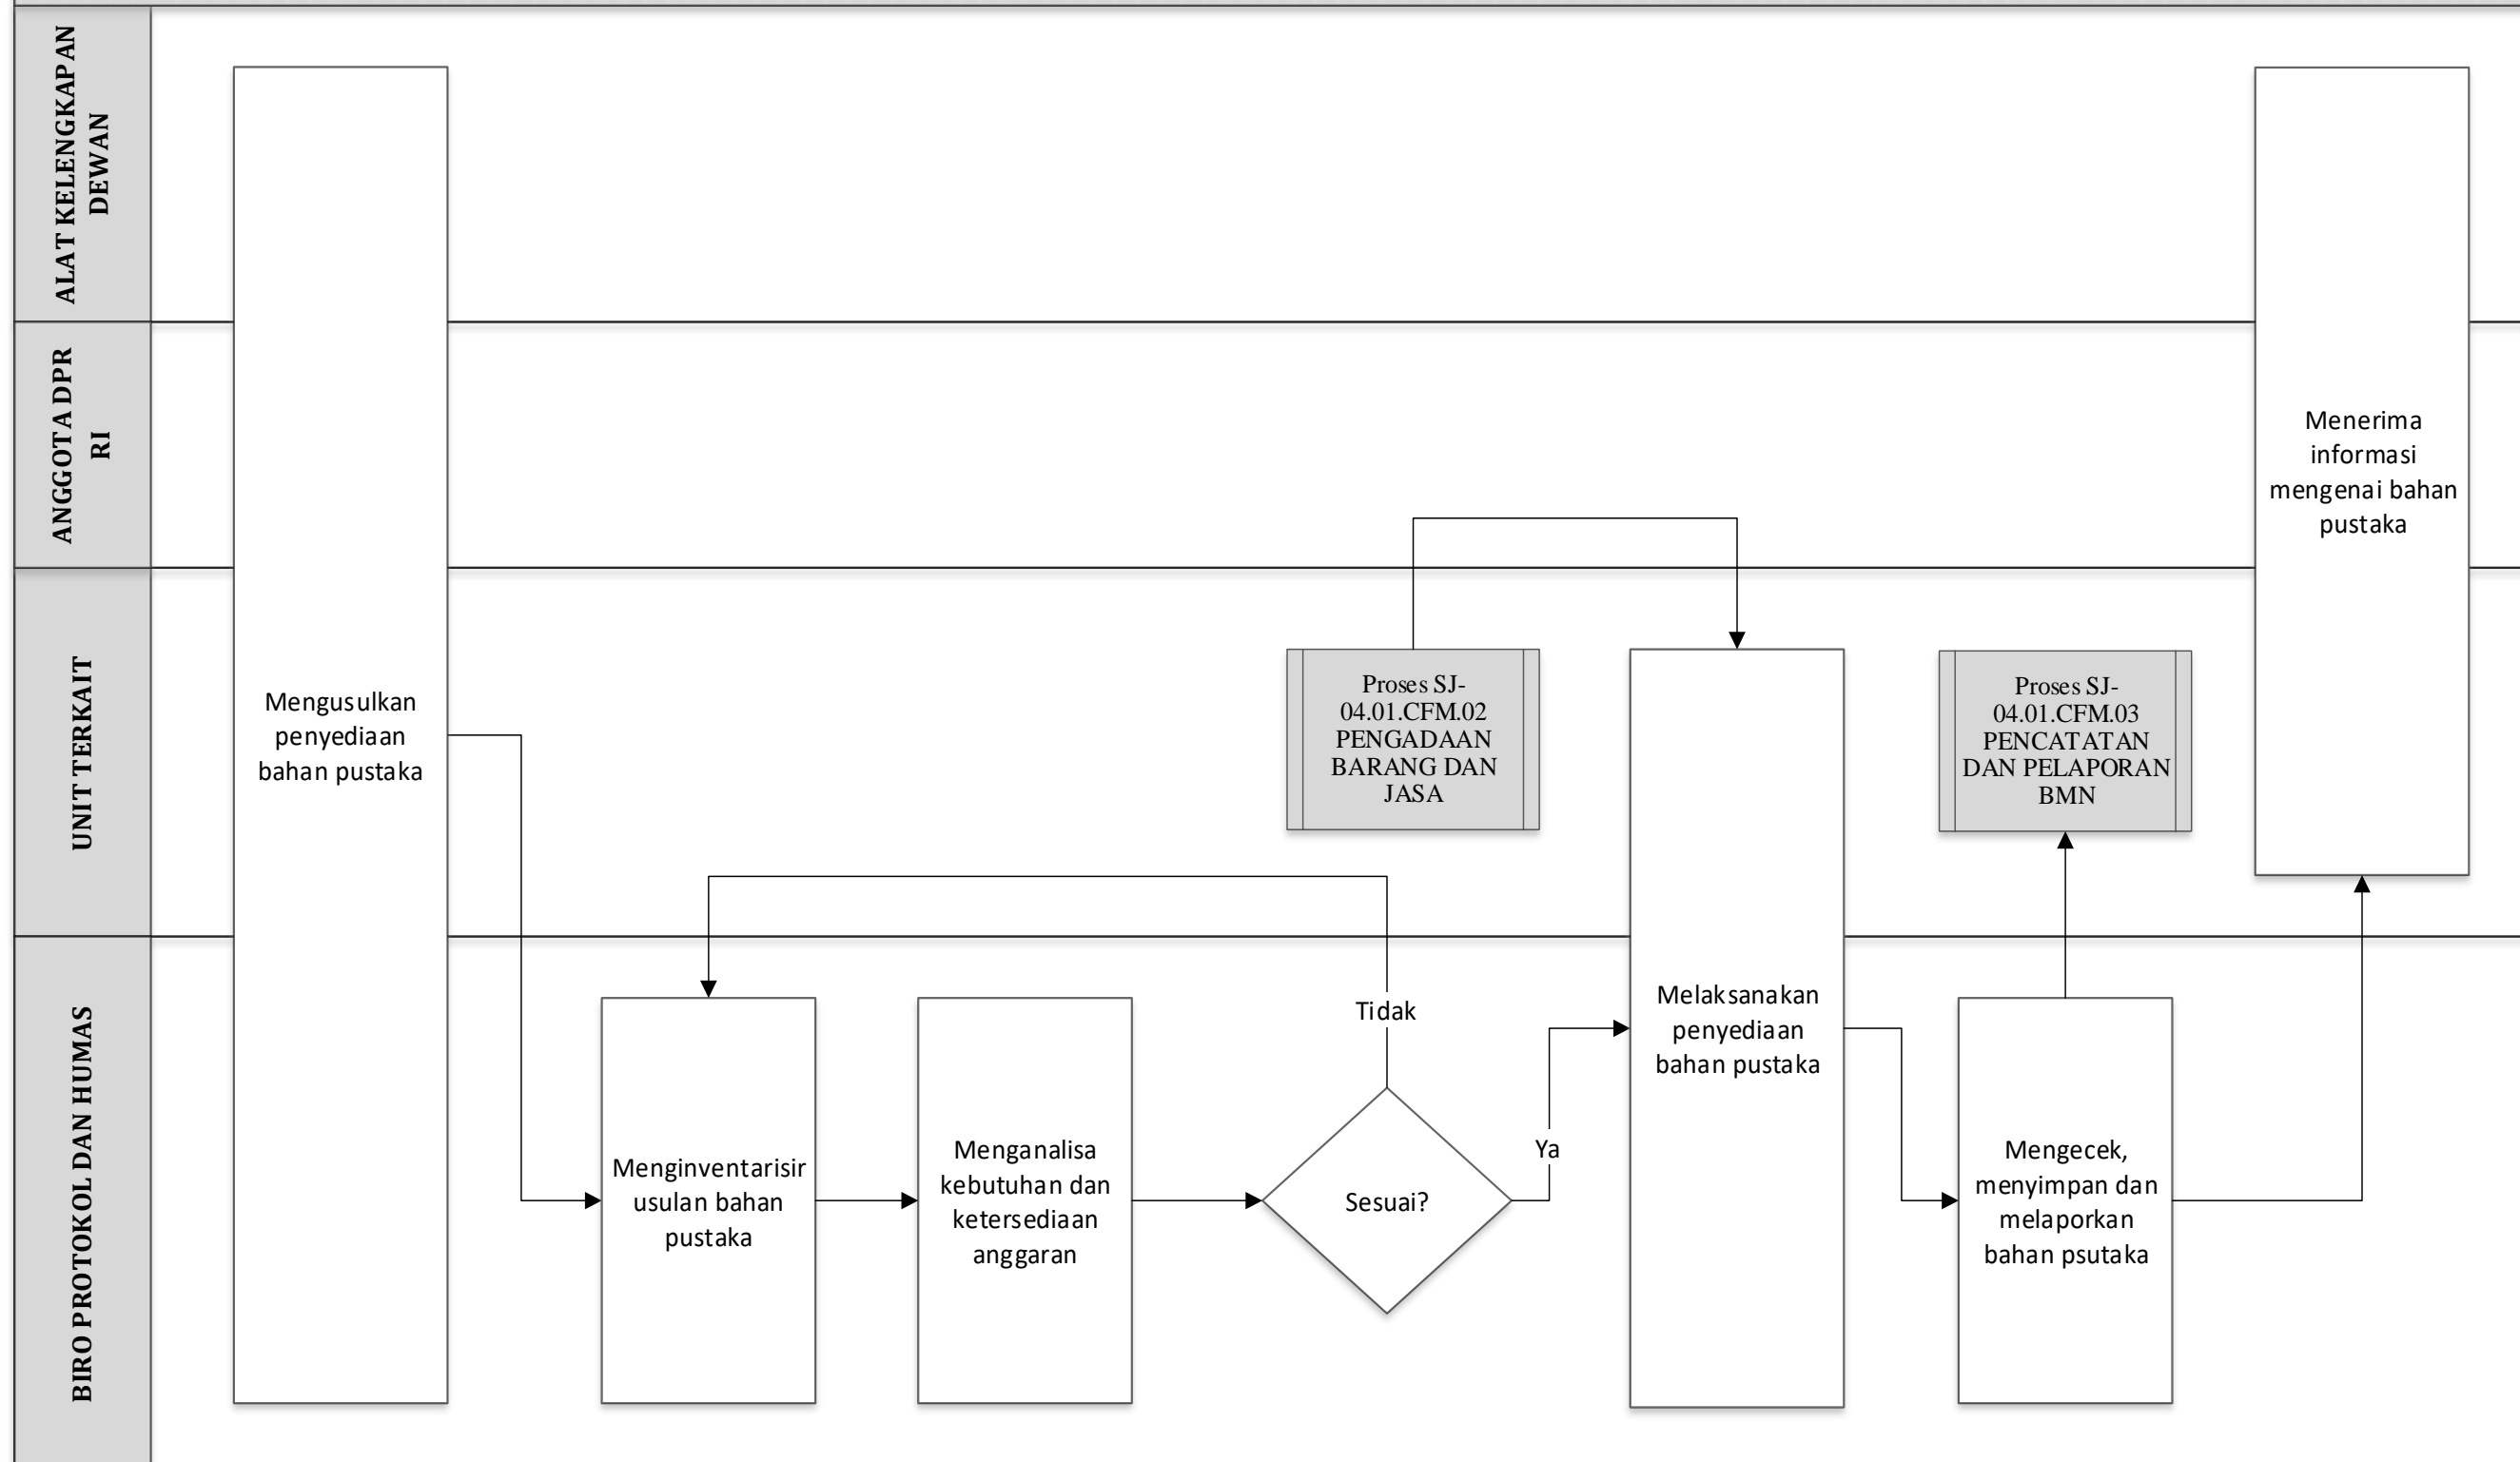 ALAT KELENGKAPAN
DEWAN
ANGGOTA DPR
RI
UNIT TERKAIT
BIRO PROTOKOL DAN HUMAS
Mengusulkan
penyediaan
bahan pustaka
Menginventarisir
usulan bahan
pustaka
Menganalisa
kebutuhan dan
ketersediaan
anggaran
Sesuai?
Tidak
Ya
Proses SJ-
04.01.CFM.02
PENGADAAN
BARANG DAN
JASA
Melaksanakan
penyediaan
bahan pustaka
Proses SJ-
04.01.CFM.03
PENCATATAN
DAN PELAPORAN
BMN
Mengecek,
menyimpan dan
melaporkan
bahan psutaka
Menerima
informasi
mengenai bahan
pustaka